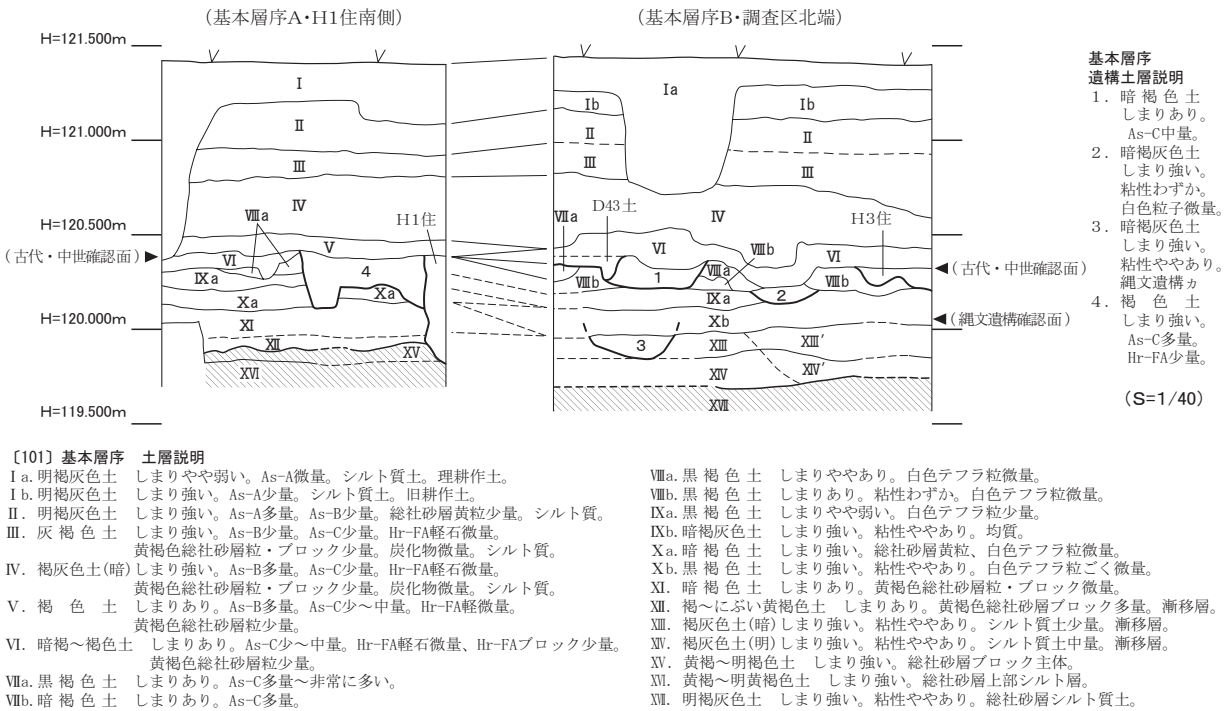 (基本層序A・H1住南側)
(基本層序B・調査区北端)
H=121.500m
H=121.000m
H=120.500m
H=120.000m
H=119.500m
(古代・中世確認面)
Ⅰ
Ⅱ
Ⅲ
Ⅳ
Ⅷa
H1住
Ⅴ
Ⅵ
Ⅸa
4
Ⅹa
Ⅹa
Ⅺ
Ⅻ
ⅩⅤ
ⅩⅥ
Ⅰa
Ⅰb
Ⅰb
Ⅱ
Ⅱ
Ⅲ
Ⅲ
Ⅶa
D43土
Ⅳ
H3住
Ⅵ
Ⅷb
Ⅵ
Ⅷb
1
Ⅷa
Ⅷb
Ⅸa
2
Ⅹb
3
ⅩⅢ
ⅩⅢ'
ⅩⅣ
ⅩⅣ'
ⅩⅦ
(古代・中世確認面)
(縄文遺構確認面)
基本層序
遺構土層説明
1. 暗褐色土
しまりあり。
As-C中量。
2. 暗褐灰色土
しまり強い。
粘性わずか。
白色粒子微量。
3. 暗褐灰色土
しまり強い。
粘性ややあり。
縄文遺構ヵ
4. 褐色土
しまり強い。
As-C多量。
Hr-FA少量。
(S=1/40)
〔101〕基本層序 土層説明
Ⅰa. 明褐灰色土 しまりやや弱い。As-A微量。シルト質土。理耕作土。
Ⅰb. 明褐灰色土 しまり強い。As-A少量。シルト質土。旧耕作土。
Ⅱ. 明褐灰色土 しまり強い。As-A多量。As-B少量。総社砂層黄粒少量。シルト質。
Ⅲ. 灰褐色土 しまり強い。As-B少量。As-C少量。Hr-FA軽石微量。
黄褐色総社砂層粒・ブロック少量。炭化物微量。シルト質。
Ⅳ. 褐灰色土(暗) しまり強い。As-B多量。As-C少量。Hr-FA軽石微量。
黄褐色総社砂層粒・ブロック少量。炭化物微量。シルト質。
Ⅴ. 褐色土 しまりあり。As-B多量。As-C少～中量。Hr-FA軽微量。
黄褐色総社砂層粒少量。
Ⅵ. 暗褐～褐色土 しまりあり。As-C少～中量。Hr-FA軽石微量、Hr-FAブロック少量。
黄褐色総社砂層粒少量。
Ⅶa. 黒褐色土 しまりあり。As-C多量～非常に多い。
Ⅶb. 暗褐色土 しまりあり。As-C多量。
Ⅷa. 黒褐色土 しまりややあり。白色テフラ粒微量。
Ⅷb. 黒褐色土 しまりあり。粘性わずか。白色テフラ粒微量。
Ⅸa. 黒褐色土 しまりやや弱い。白色テフラ粒少量。
Ⅸb. 暗褐灰色土 しまり強い。粘性ややあり。均質。
Ⅹa. 暗褐色土 しまり強い。総社砂層黄粒、白色テフラ粒微量。
Ⅹb. 黒褐色土 しまり強い。粘性ややあり。白色テフラ粒ごく微量。
Ⅺ. 暗褐色土 しまりあり。黄褐色総社砂層粒・ブロック微量。
Ⅻ. 褐～にぶい黄褐色土 しまりあり。黄褐色総社砂層ブロック多量。漸移層。
ⅩⅢ. 褐灰色土(暗) しまり強い。粘性ややあり。シルト質土少量。漸移層。
ⅩⅣ. 褐灰色土(明) しまり強い。粘性ややあり。シルト質土中量。漸移層。
ⅩⅤ. 黄褐～明褐色土 しまり強い。総社砂層ブロック主体。
ⅩⅥ. 黄褐～明黄褐色土 しまり強い。総社砂層上部シルト層。
ⅩⅦ. 明褐灰色土 しまり強い。粘性ややあり。総社砂層シルト質土。